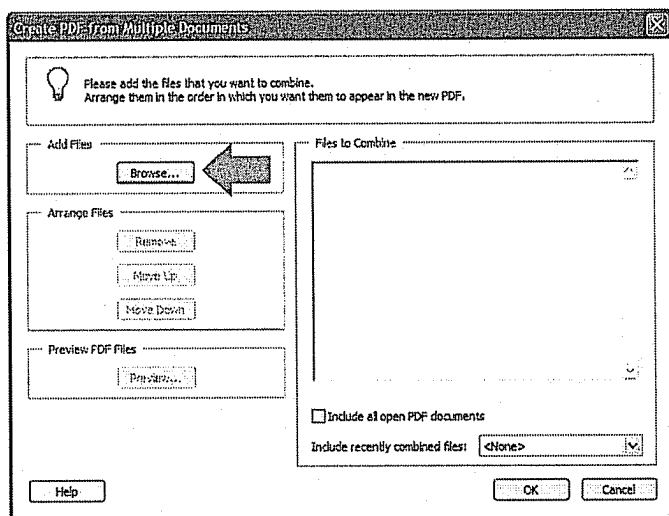 Create PDF from Multiple Documents
Please add the files that you want to combine.
Arrange them in the order in which you want them to appear in the new PDF.
Add Files
Browse...
Arrange Files
Remove
Move Up
Move Down
Preview PDF Files
Preview...
Files to Combine
Include all open PDF documents
Include recently combined files: <None>
Help
OK
Cancel